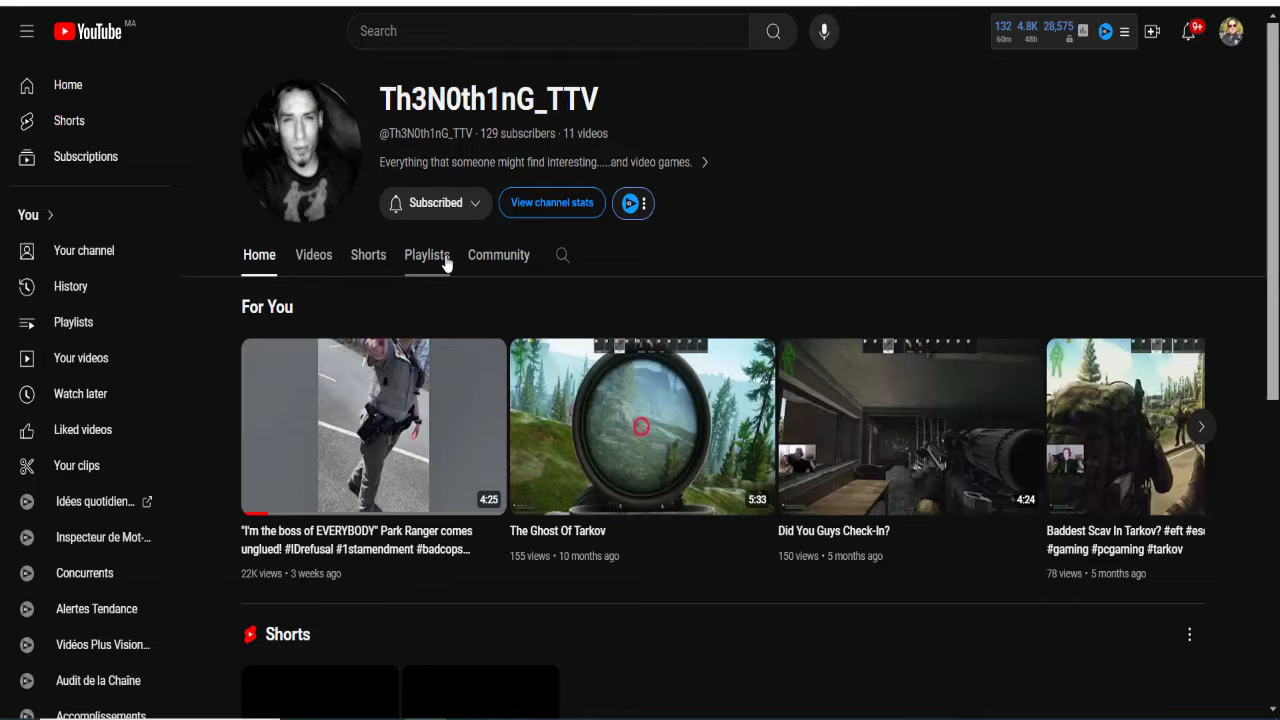 YouTube MA
Search
132 4.8K 28,575
60m 48h
9+
Home
Shorts
Subscriptions
You
Your channel
History
Playlists
Your videos
Watch later
Liked videos
Your clips
Idées quotidien...
Inspecteur de Mot-...
Concurrents
Alertes Tendance
Vidéos Plus Vision...
Audit de la Chaîne
Accomplissements
Th3N0th1nG_TTV
@Th3N0th1nG_TTV · 129 subscribers · 11 videos
Everything that someone might find interesting.....and video games.
Subscribed
View channel stats
Home Videos Shorts Playlists Community
For You
4:25
"I'm the boss of EVERYBODY" Park Ranger comes
unglued! #IDrefusal #1stamendment #badcops...
22K views · 3 weeks ago
5:33
The Ghost Of Tarkov
155 views · 10 months ago
4:24
Did You Guys Check-In?
150 views · 5 months ago
Baddest Scav In Tarkov? #eft #esc
#gaming #pcgaming #tarkov
78 views · 5 months ago
Shorts